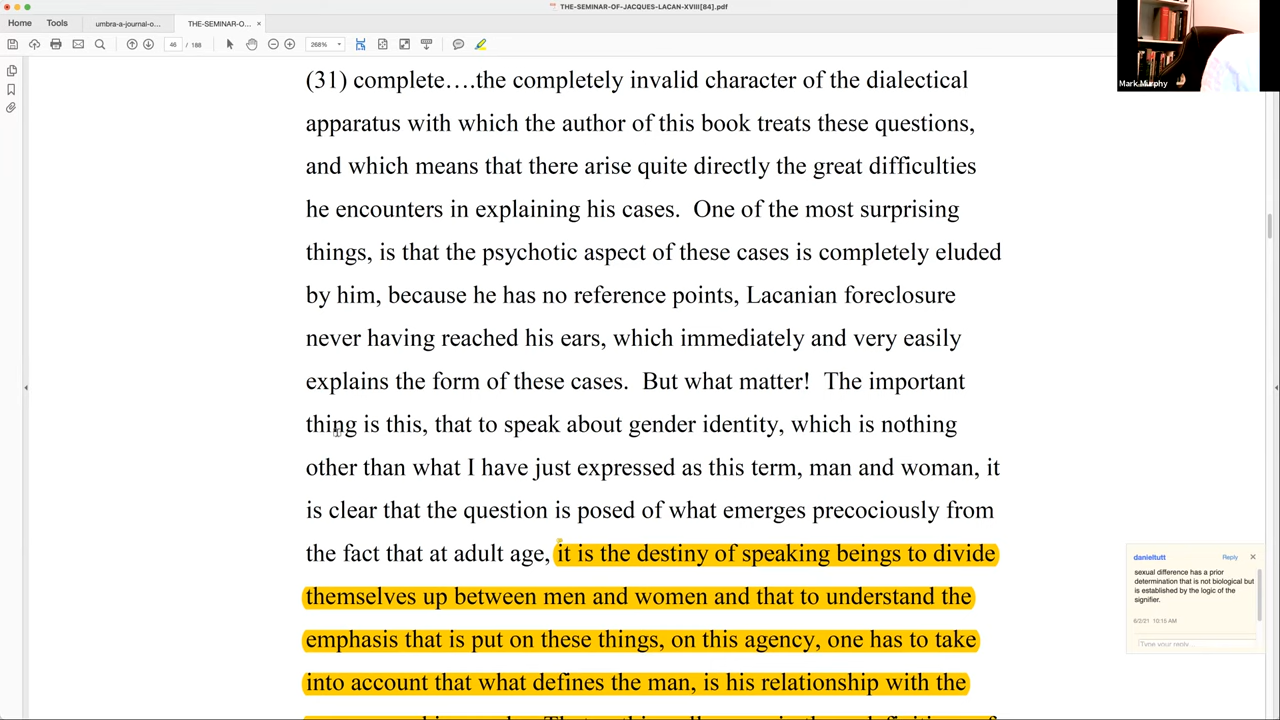 THE-SEMINAR-OF-JACQUES-LACAN-XVIII[84].pdf
Home Tools umbra-a-journal-o... THE-SEMINAR-O... ×
46 / 188 268%
Mark Murphy
(31) complete….the completely invalid character of the dialectical
apparatus with which the author of this book treats these questions,
and which means that there arise quite directly the great difficulties
he encounters in explaining his cases. One of the most surprising
things, is that the psychotic aspect of these cases is completely eluded
by him, because he has no reference points, Lacanian foreclosure
never having reached his ears, which immediately and very easily
explains the form of these cases. But what matter! The important
thing is this, that to speak about gender identity, which is nothing
other than what I have just expressed as this term, man and woman, it
is clear that the question is posed of what emerges precociously from
the fact that at adult age, it is the destiny of speaking beings to divide
themselves up between men and women and that to understand the
emphasis that is put on these things, on this agency, one has to take
into account that what defines the man, is his relationship with the
danieltutt Reply ×
sexual difference has a prior
determination that is not biological but
is established by the logic of the
signifier.
6/2/21 10:15 AM
Type your reply...